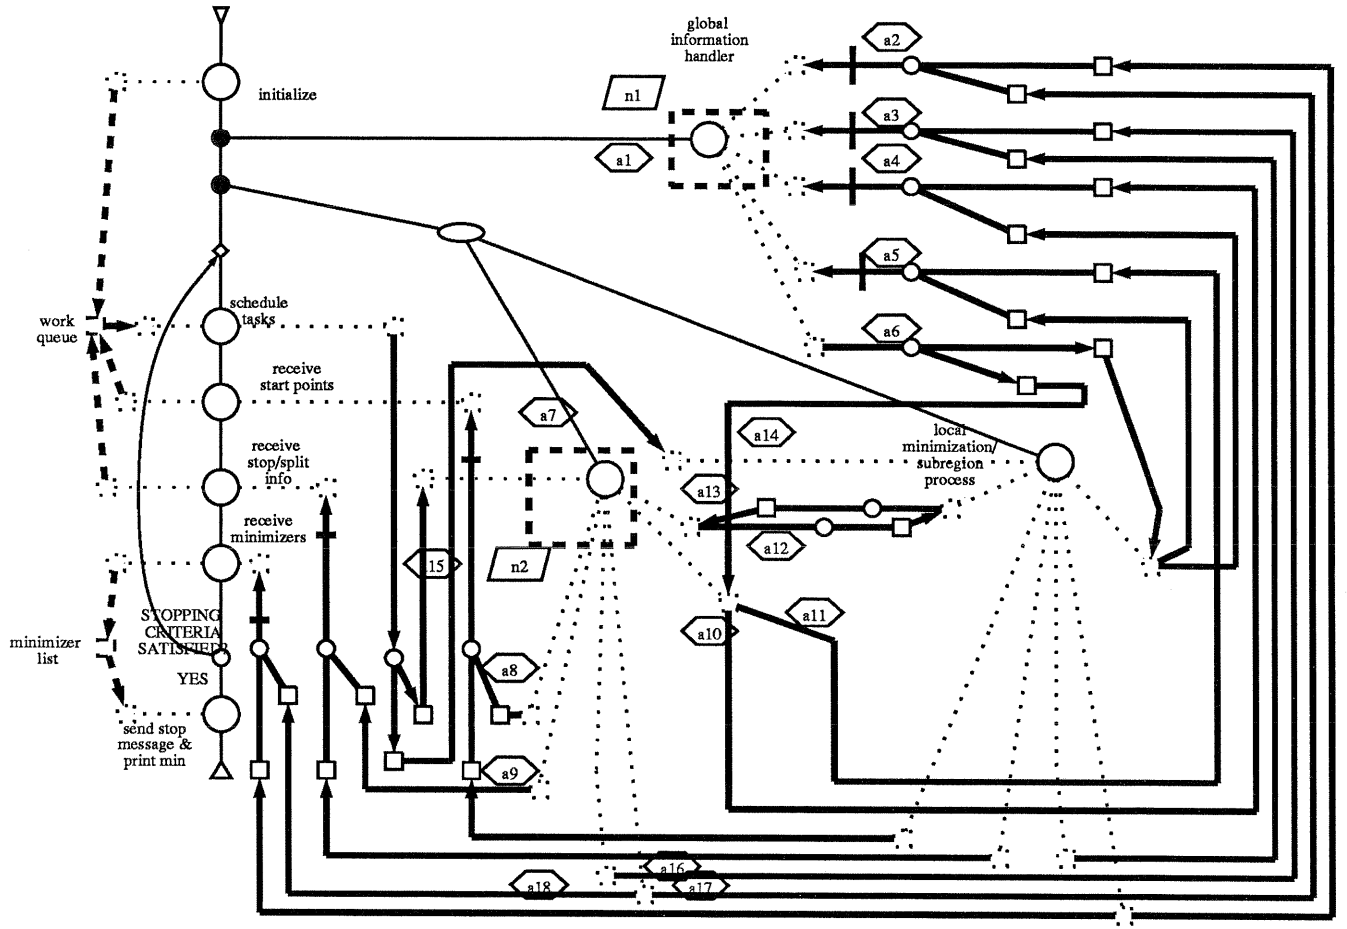 global
information
handler
a2
n1
initialize
a3
a1
a4
a5
schedule
tasks
work
queue
a6
receive
start points
a7
a14
local
minimization/
subregion
process
receive
stop/split
info
a13
receive
minimizers
a12
15
n2
STOPPING
CRITERIA
SATISFIED?
a11
a10
minimizer
list
YES
a8
send stop
message &
print min
a9
a16
a18
a17